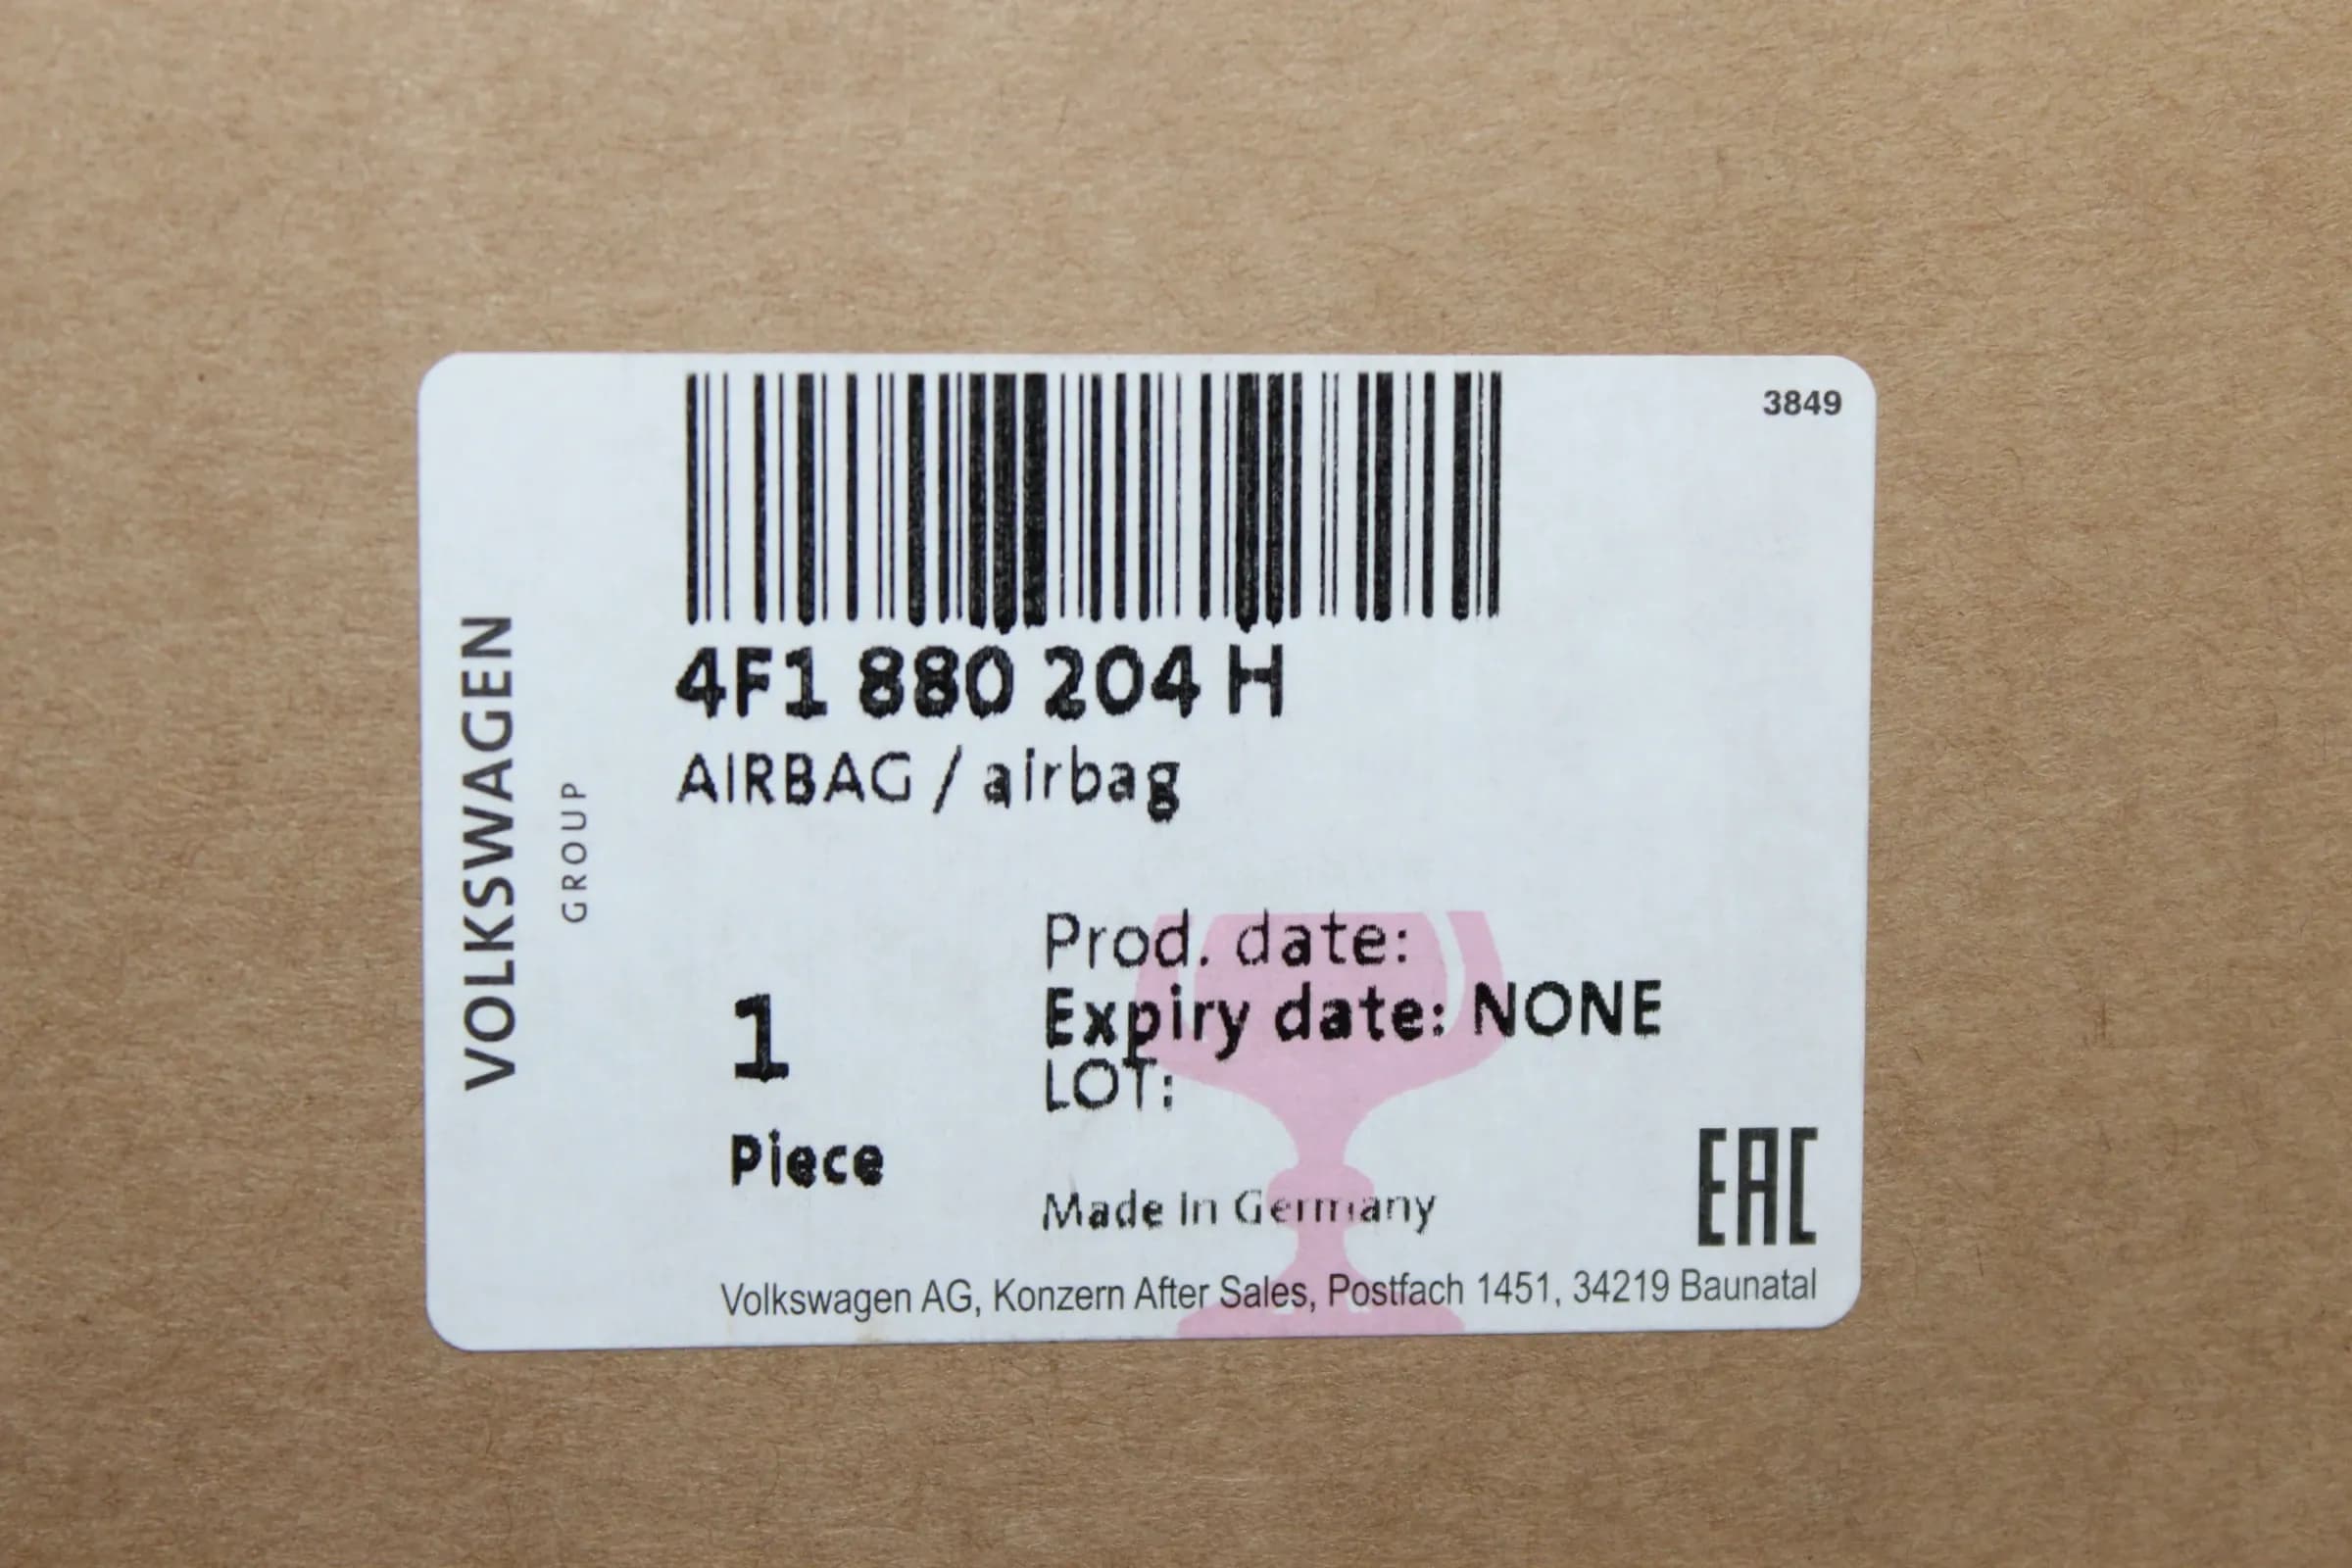 3849
VOLKSWAGEN
GROUP
4F1 880 204 H
AIRBAG / airbag
Prod. date:
Expiry date: NONE
LOT:
1
Piece
Made In Germany
EAC
Volkswagen AG, Konzern After Sales, Postfach 1451, 34219 Baunatal